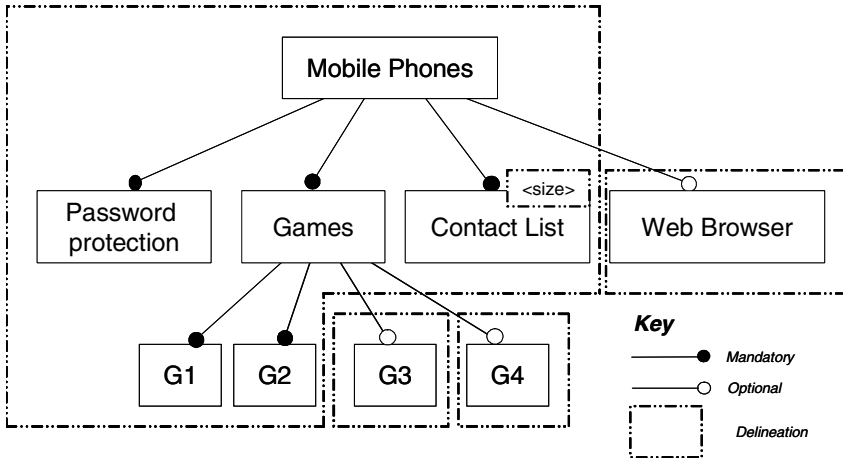 Mobile Phones
<size>
Password
protection
Games
Contact List
Web Browser
G1
G2
G3
G4
Key
Mandatory
Optional
Delineation